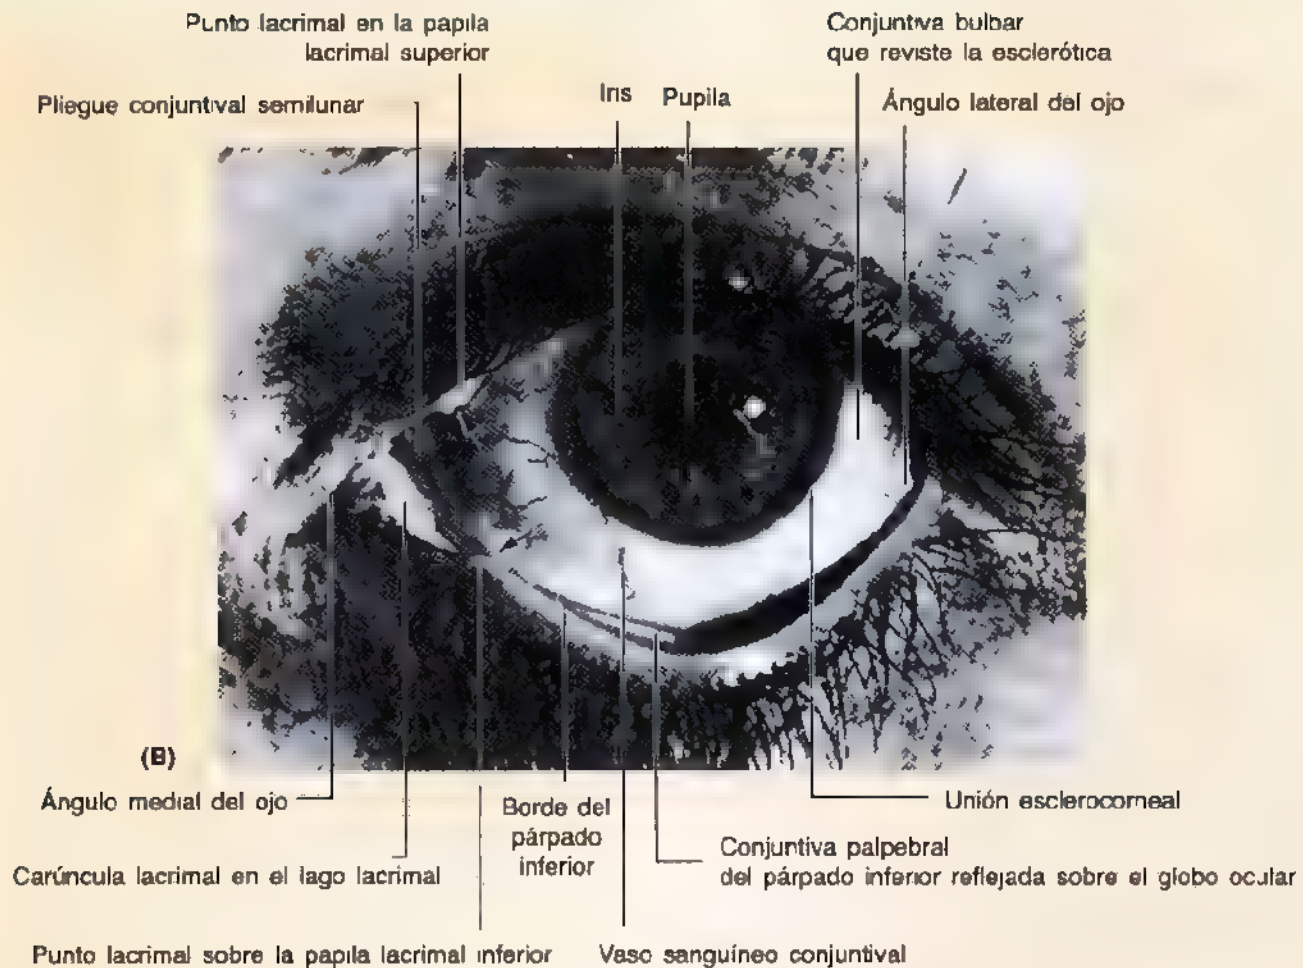 Punto lacrimal en la papila
lacrimal superior
Conjuntiva bulbar
que reviste la esclerótica
Pliegue conjuntival semilunar
Iris
Pupila
Ángulo lateral del ojo
(B)
Ángulo medial del ojo
Borde del
párpado
inferior
Unión esclerocorneal
Carúncula lacrimal en el lago lacrimal
Conjuntiva palpebral
del párpado inferior reflejada sobre el globo ocular
Punto lacrimal sobre la papila lacrimal inferior
Vaso sanguíneo conjuntival